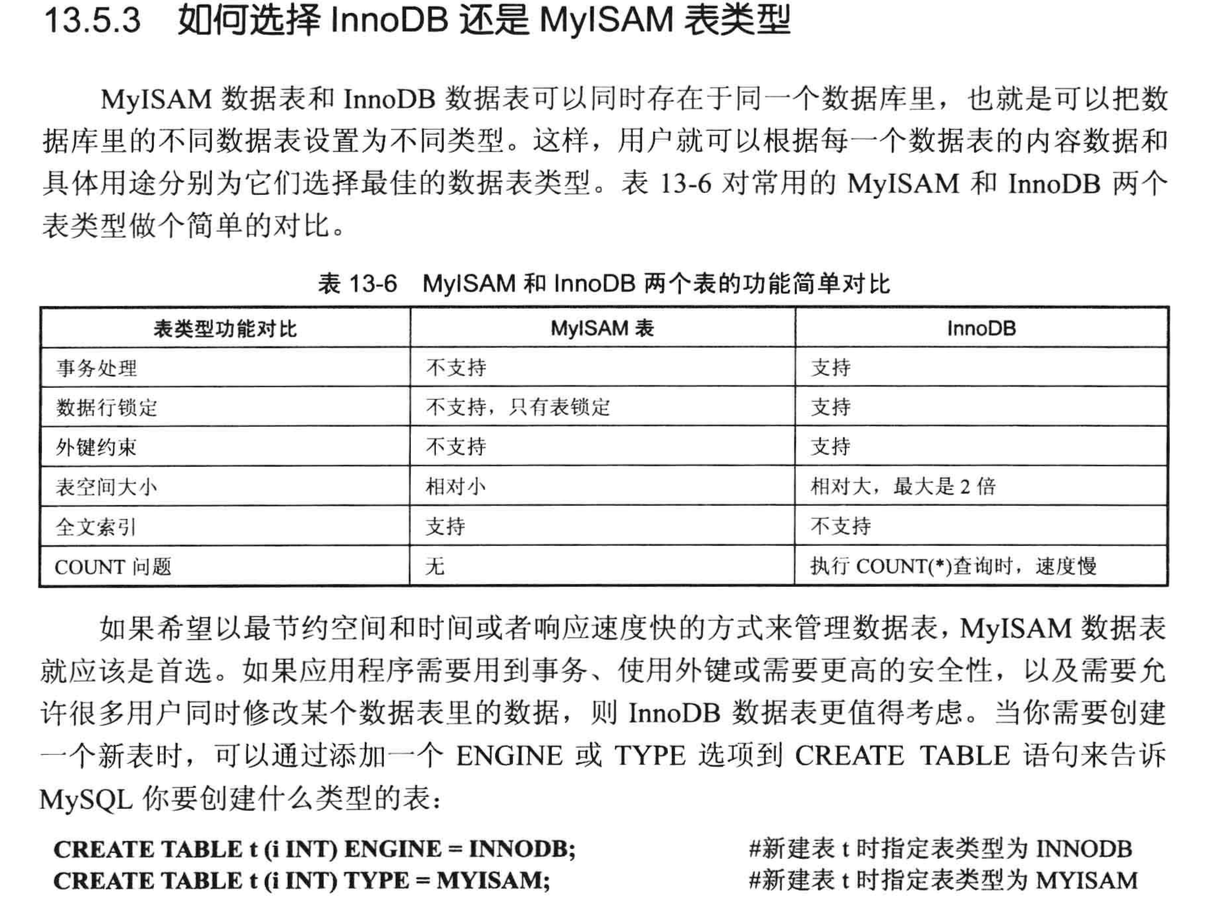 13.5.3 如何选择 InnoDB 还是 MyISAM 表类型
MyISAM 数据表和 InnoDB 数据表可以同时存在于同一个数据库里，也就是可以把数
据库里的不同数据表设置为不同类型。这样，用户就可以根据每一个数据表的内容数据和
具体用途分别为它们选择最佳的数据表类型。表 13-6 对常用的 MyISAM 和 InnoDB 两个
表类型做个简单的对比。
表 13-6 MyISAM 和 InnoDB 两个表的功能简单对比
表类型功能对比 MyISAM 表 InnoDB
事务处理 不支持 支持
数据行锁定 不支持，只有表锁定 支持
外键约束 不支持 支持
表空间大小 相对小 相对大，最大是 2 倍
全文索引 支持 不支持
COUNT 问题 无 执行 COUNT(*)查询时，速度慢
如果希望以最节约空间和时间或者响应速度快的方式来管理数据表，MyISAM 数据表
就应该是首选。如果应用程序需要用到事务、使用外键或需要更高的安全性，以及需要允
许很多用户同时修改某个数据表里的数据，则 InnoDB 数据表更值得考虑。当你需要创建
一个新表时，可以通过添加一个 ENGINE 或 TYPE 选项到 CREATE TABLE 语句来告诉
MySQL 你要创建什么类型的表：
CREATE TABLE t (i INT) ENGINE = INNODB; #新建表 t 时指定表类型为 INNODB
CREATE TABLE t (i INT) TYPE = MYISAM; #新建表 t 时指定表类型为 MYISAM